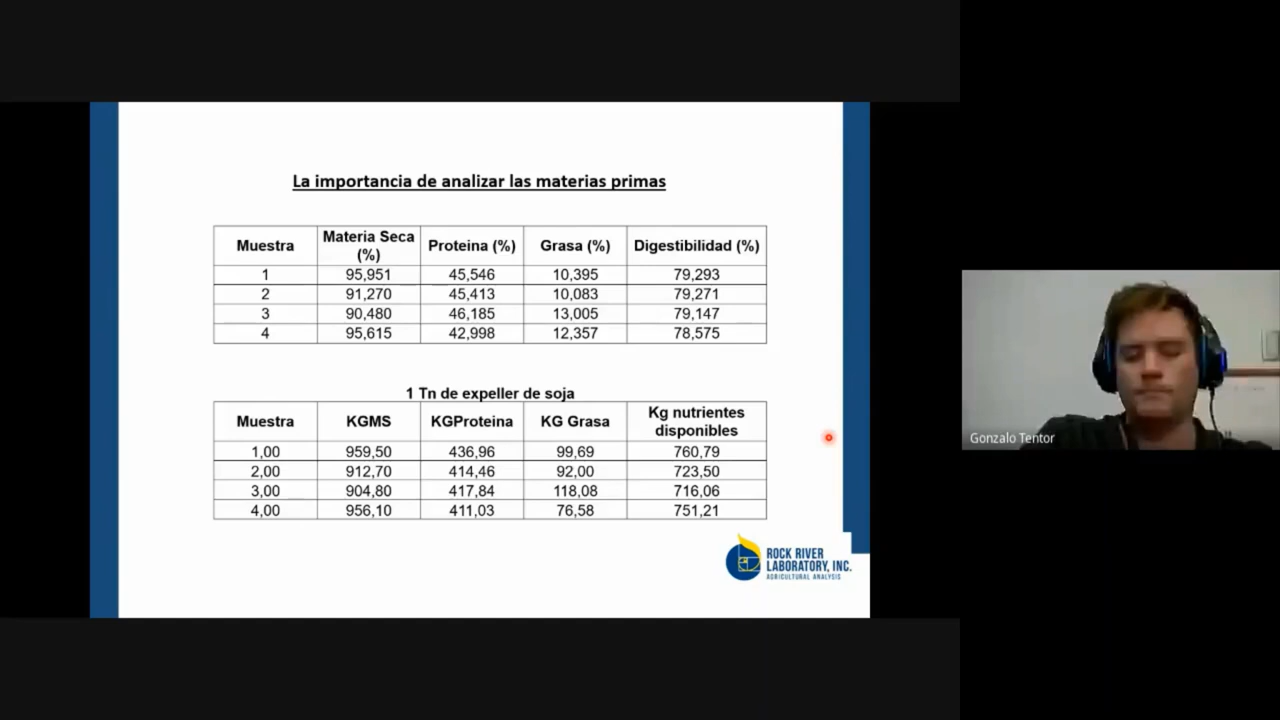 La importancia de analizar las materias primas
Muestra Materia Seca (%) Proteina (%) Grasa (%) Digestibilidad (%)
1 95,951 45,546 10,395 79,293
2 91,270 45,413 10,083 79,271
3 90,480 46,185 13,005 79,147
4 95,615 42,998 12,357 78,575
1 Tn de expeller de soja
Muestra KGMS KGProteina KG Grasa Kg nutrientes disponibles
1,00 959,50 436,96 99,69 760,79
2,00 912,70 414,46 92,00 723,50
3,00 904,80 417,84 118,08 716,06
4,00 956,10 411,03 76,58 751,21
ROCK RIVER
LABORATORY, INC.
AGRICULTURAL ANALYSIS
Gonzalo Tentor